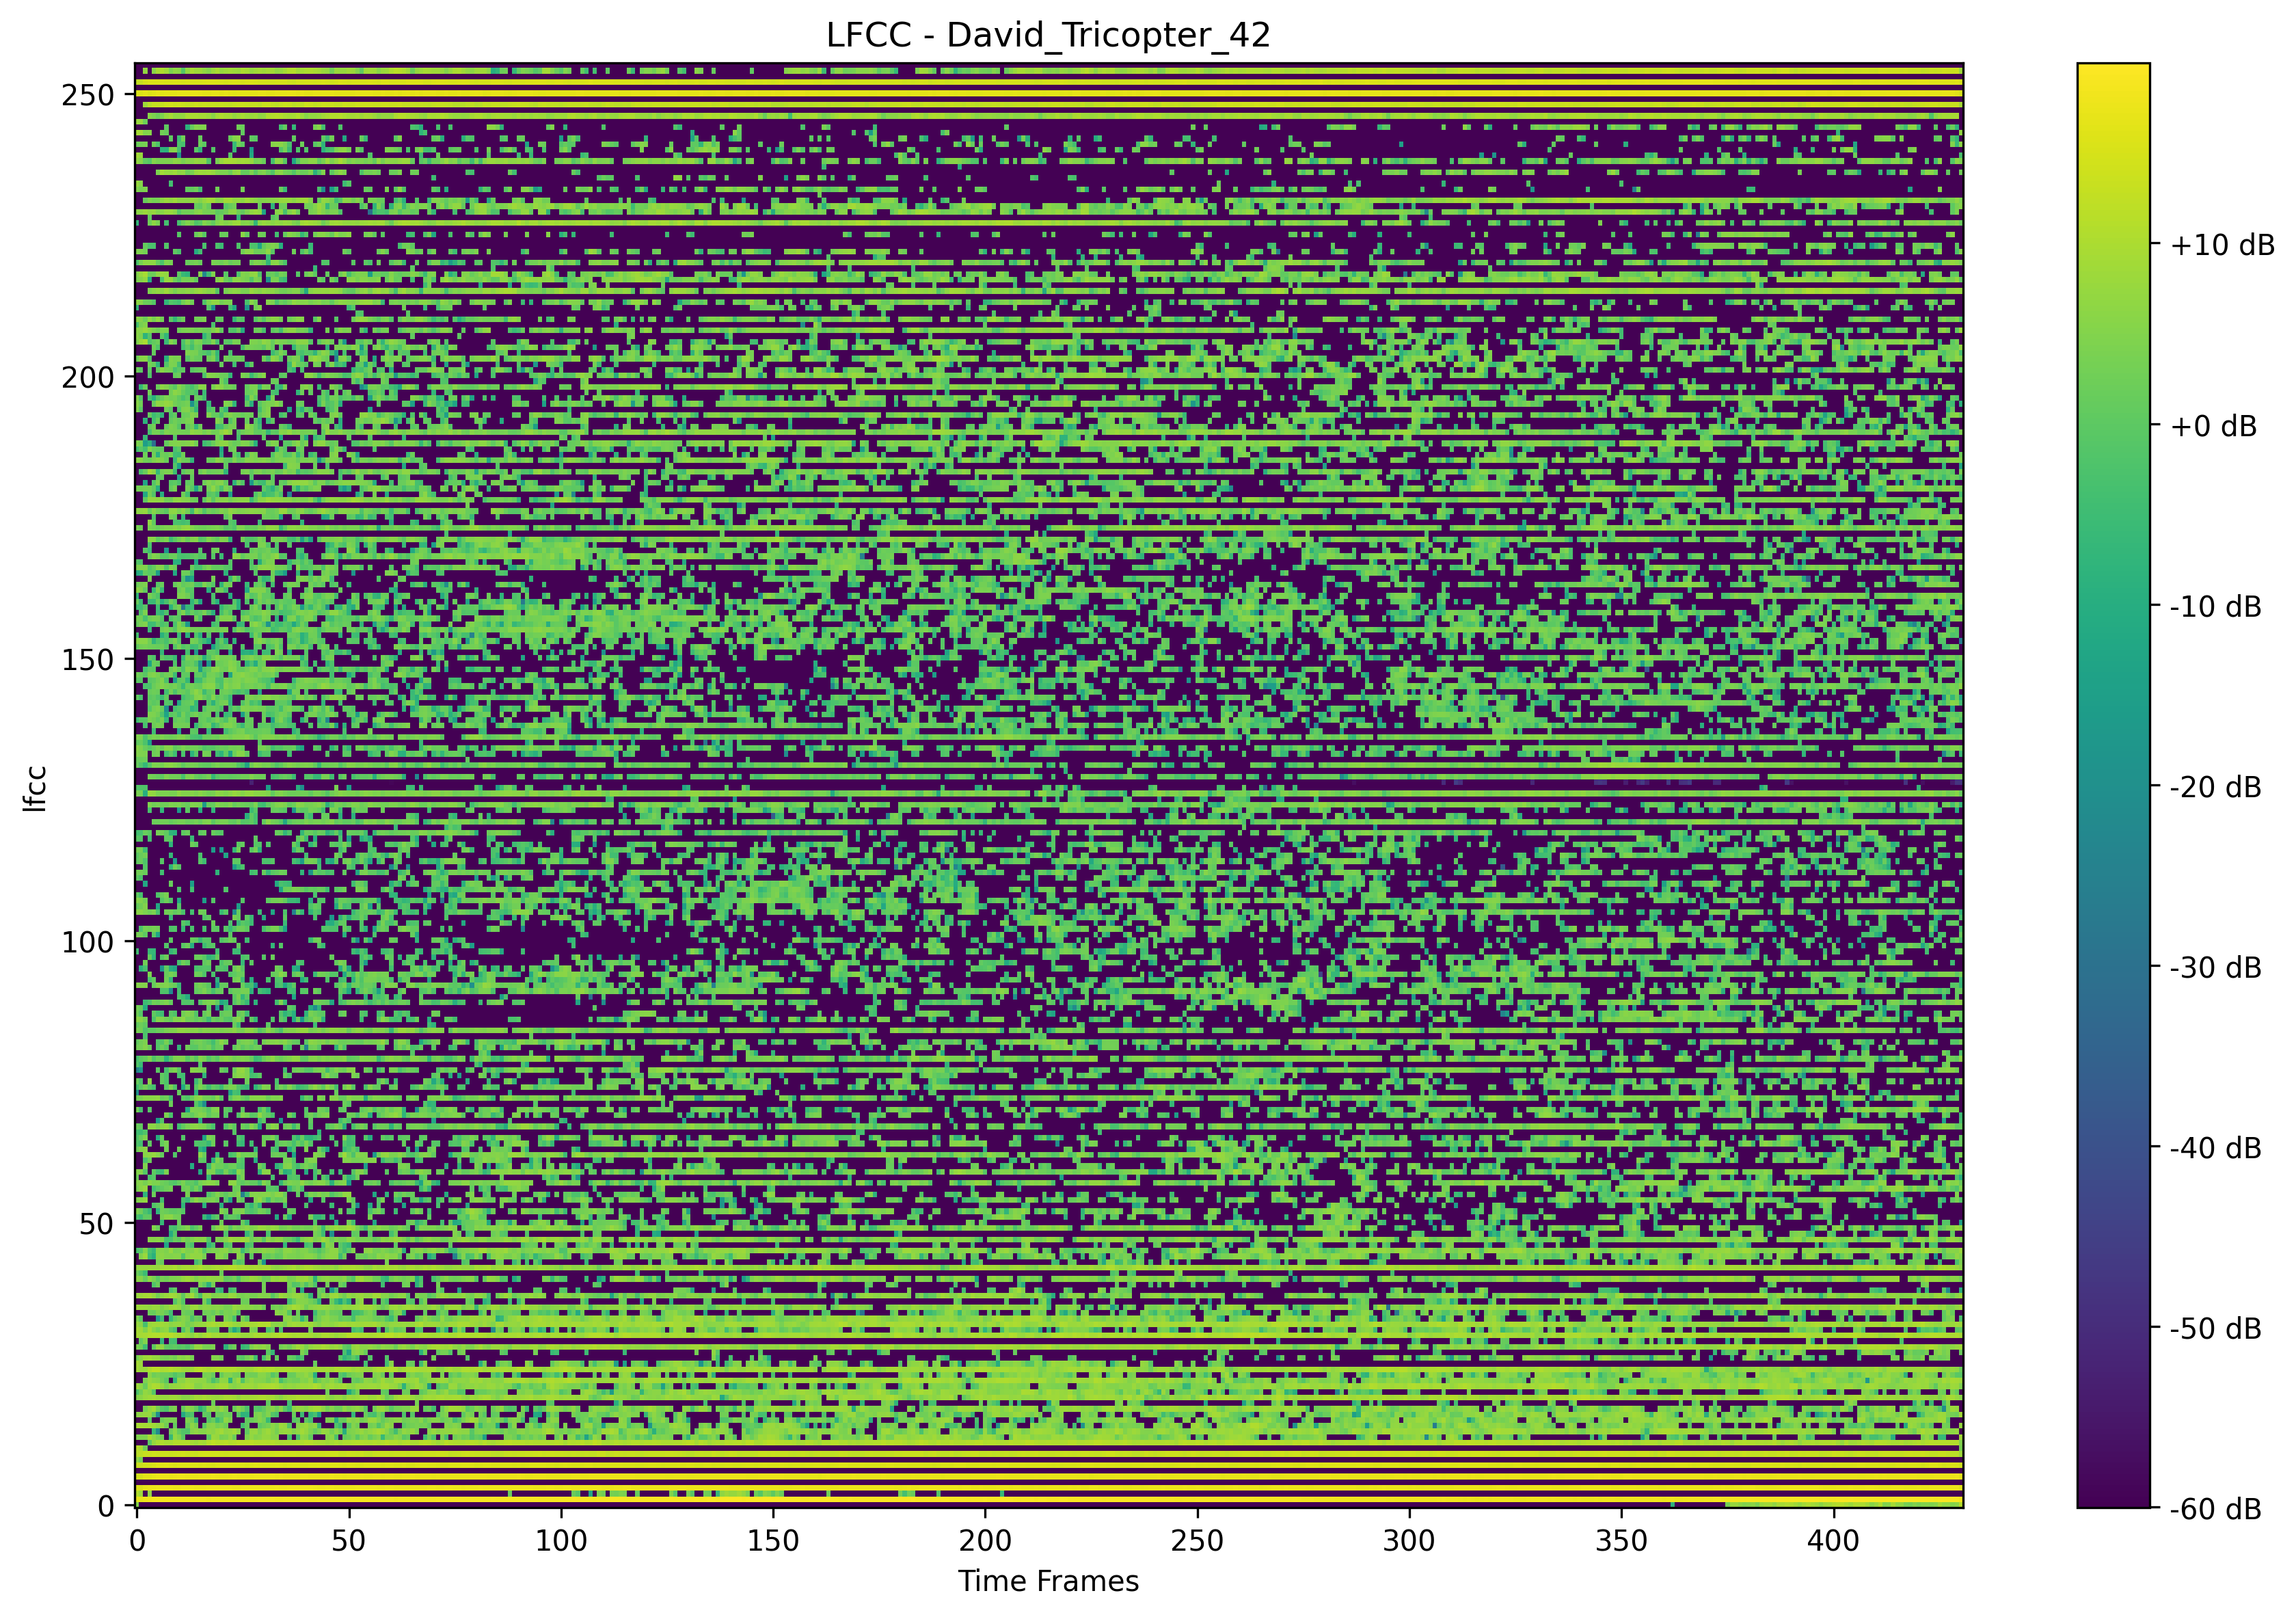 LFCC - David_Tricopter_42
lfcc
250
200
150
100
50
0
0 50 100 150 200 250 300 350 400
Time Frames
+10 dB
+0 dB
-10 dB
-20 dB
-30 dB
-40 dB
-50 dB
-60 dB